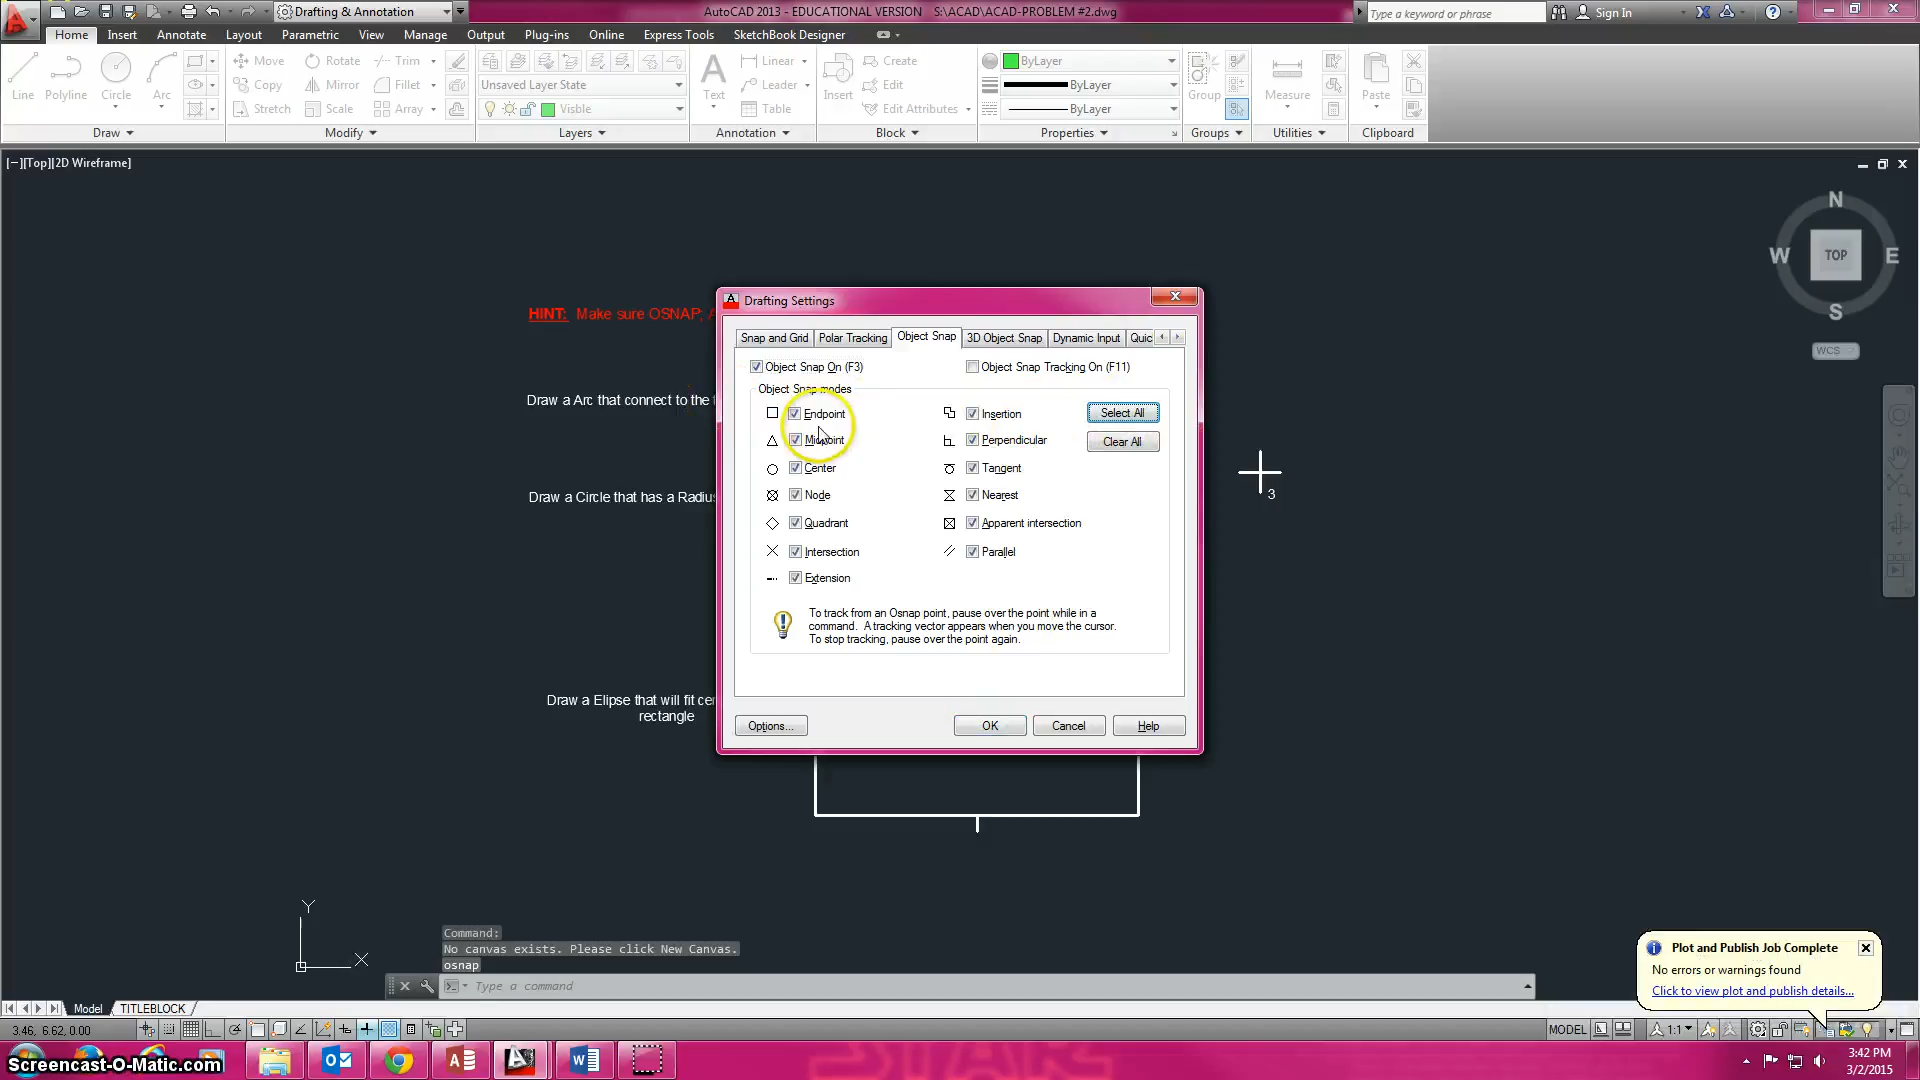 Drafting & Annotation
AutoCAD 2013 - EDUCATIONAL VERSION S:\ACAD\ACAD-PROBLEM #2.dwg
Type a keyword or phrase
Sign In
Home Insert Annotate Layout Parametric View Manage Output Plug-ins Online Express Tools SketchBook Designer
Line Polyline Circle Arc
Move Rotate Trim
Copy Mirror Fillet
Stretch Scale Array
Unsaved Layer State
Visible
Text
Linear
Leader
Table
Insert
Create
Edit
Edit Attributes
ByLayer
ByLayer
ByLayer
Group
Measure
Paste
Draw Modify Layers Annotation Block Properties Groups Utilities Clipboard
[−][Top][2D Wireframe]
N
W TOP E
S
WCS
HINT: Make sure OSNAP; A
Draw a Arc that connect to the t
Draw a Circle that has a Radius
Draw a Elipse that will fit cen
rectangle
3
Drafting Settings
Snap and Grid Polar Tracking Object Snap 3D Object Snap Dynamic Input Quic
Object Snap On (F3) Object Snap Tracking On (F11)
Object Snap modes
Endpoint Insertion Select All
Midpoint Perpendicular Clear All
Center Tangent
Node Nearest
Quadrant Apparent intersection
Intersection Parallel
Extension
To track from an Osnap point, pause over the point while in a
command. A tracking vector appears when you move the cursor.
To stop tracking, pause over the point again.
Options... OK Cancel Help
Y
X
Command:
No canvas exists. Please click New Canvas.
osnap
Type a command
Plot and Publish Job Complete
No errors or warnings found
Click to view plot and publish details...
Model TITLEBLOCK
3.46, 6.62, 0.00
MODEL 1:1
Screencast-O-Matic.com
3:42 PM
3/2/2015